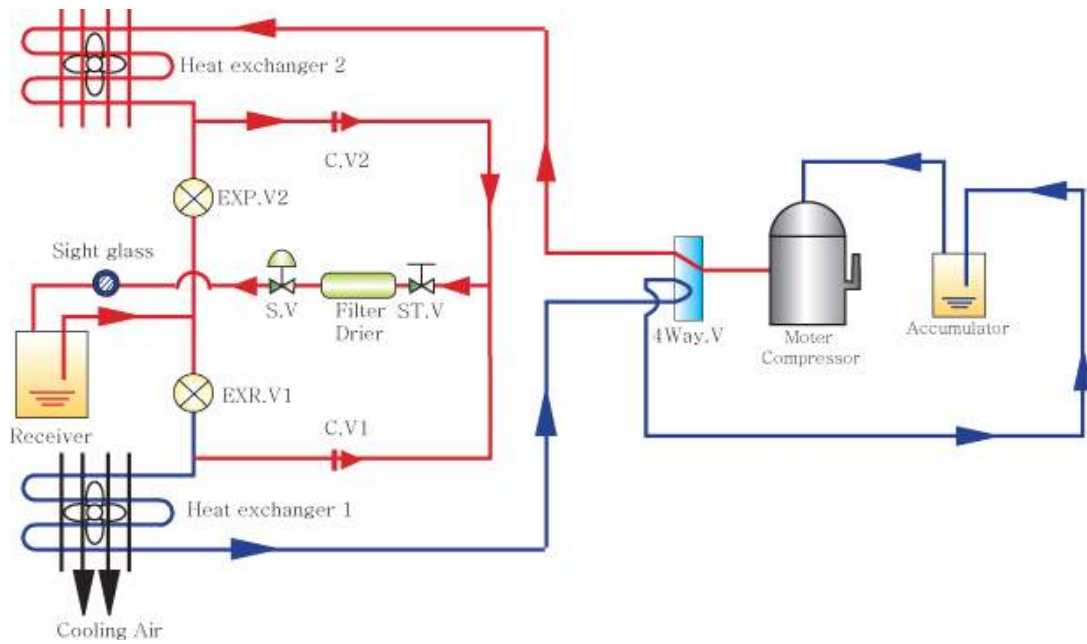 Heat exchanger 2
C.V2
EXP.V2
Sight glass
S.V
Filter
Drier
ST.V
4Way.V
Moter
Compressor
Accumulator
EXR.V1
Receiver
C.V1
Heat exchanger 1
Cooling Air